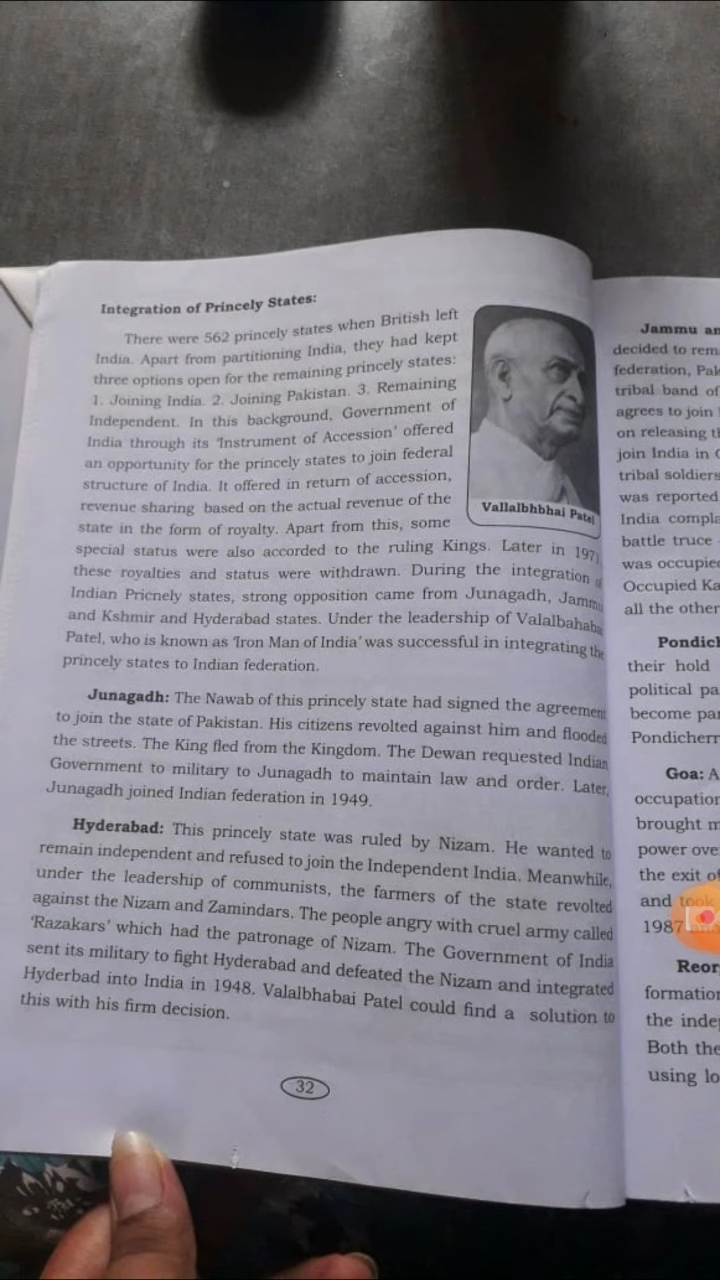 Integration of Princely States:
There were 562 princely states when British left
India. Apart from partitioning India, they had kept
three options open for the remaining princely states:
1. Joining India. 2. Joining Pakistan. 3. Remaining
Independent. In this background, Government of
India through its 'Instrument of Accession' offered
an opportunity for the princely states to join federal
structure of India. It offered in return of accession,
revenue sharing based on the actual revenue of the
state in the form of royalty. Apart from this, some
special status were also accorded to the ruling Kings. Later in 1971
these royalties and status were withdrawn. During the integration of
Indian Pricnely states, strong opposition came from Junagadh, Jammu
and Kshmir and Hyderabad states. Under the leadership of Valalbahabai
Patel, who is known as 'Iron Man of India' was successful in integrating the
princely states to Indian federation.
Vallalbhbhai Patel
Junagadh: The Nawab of this princely state had signed the agreement
to join the state of Pakistan. His citizens revolted against him and flooded
the streets. The King fled from the Kingdom. The Dewan requested Indian
Government to military to Junagadh to maintain law and order. Later,
Junagadh joined Indian federation in 1949.
Hyderabad: This princely state was ruled by Nizam. He wanted to
remain independent and refused to join the Independent India. Meanwhile,
under the leadership of communists, the farmers of the state revolted
against the Nizam and Zamindars. The people angry with cruel army called
'Razakars' which had the patronage of Nizam. The Government of India
sent its military to fight Hyderabad and defeated the Nizam and integrated
Hyderbad into India in 1948. Valalbhabai Patel could find a solution to
this with his firm decision.
32
Jammu
decided to
federation,
tribal band of
agrees to join
on releasing
join India in
tribal soldiers
was reported
India
battle truce
was
Occupied
all the other
their hold
political
become
Goa:
occupation
brought
power
the exit of
and took
1987
formation
the
Both the
using